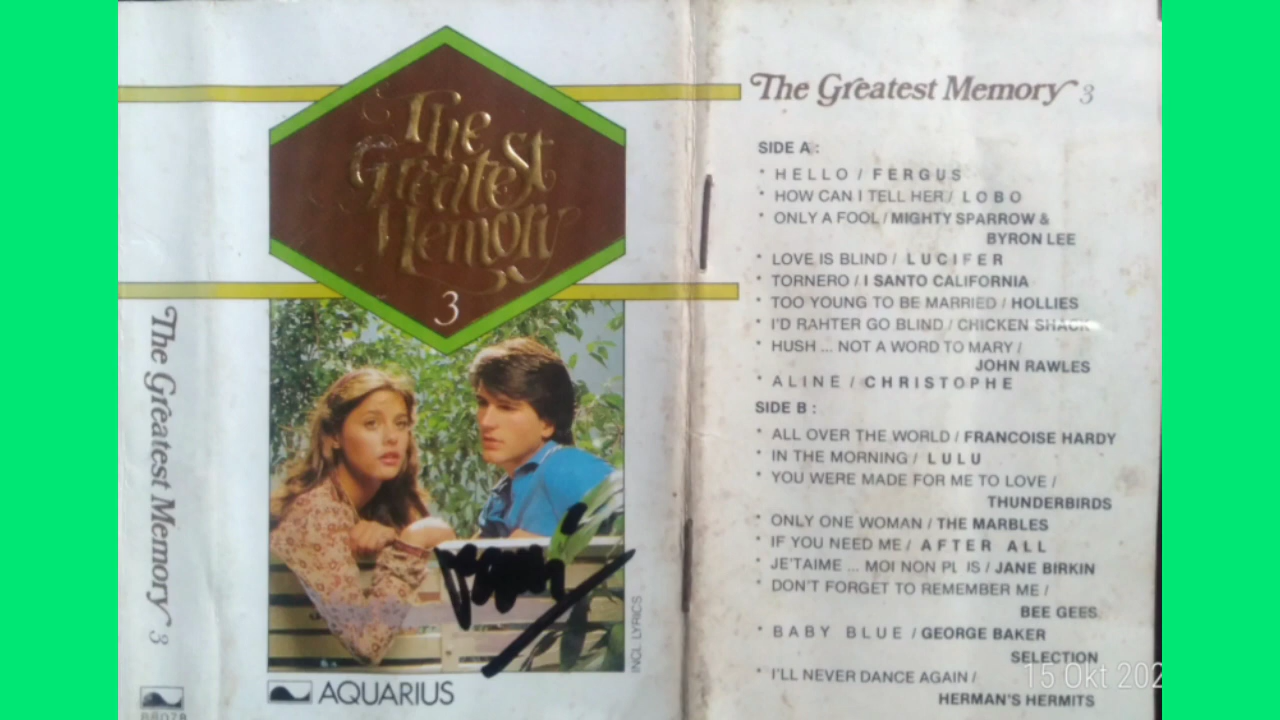 The
Greatest
Memory
3
The Greatest Memory 3
INCL. LYRICS
AQUARIUS
The Greatest Memory 3
SIDE A :
* HELLO / FERGUS
* HOW CAN I TELL HER / LOBO
* ONLY A FOOL / MIGHTY SPARROW &
BYRON LEE
* LOVE IS BLIND / LUCIFER
* TORNERO / I SANTO CALIFORNIA
* TOO YOUNG TO BE MARRIED / HOLLIES
* I'D RAHTER GO BLIND / CHICKEN SHACK
* HUSH ... NOT A WORD TO MARY /
JOHN RAWLES
* ALINE / CHRISTOPHE
SIDE B :
* ALL OVER THE WORLD / FRANCOISE HARDY
* IN THE MORNING / LULU
* YOU WERE MADE FOR ME TO LOVE /
THUNDERBIRDS
* ONLY ONE WOMAN / THE MARBLES
* IF YOU NEED ME / AFTER ALL
* JE'TAIME ... MOI NON PL IS / JANE BIRKIN
* DON'T FORGET TO REMEMBER ME /
BEE GEES
* BABY BLUE / GEORGE BAKER
SELECTION
* I'LL NEVER DANCE AGAIN /
HERMAN'S HERMITS
15 Okt 202